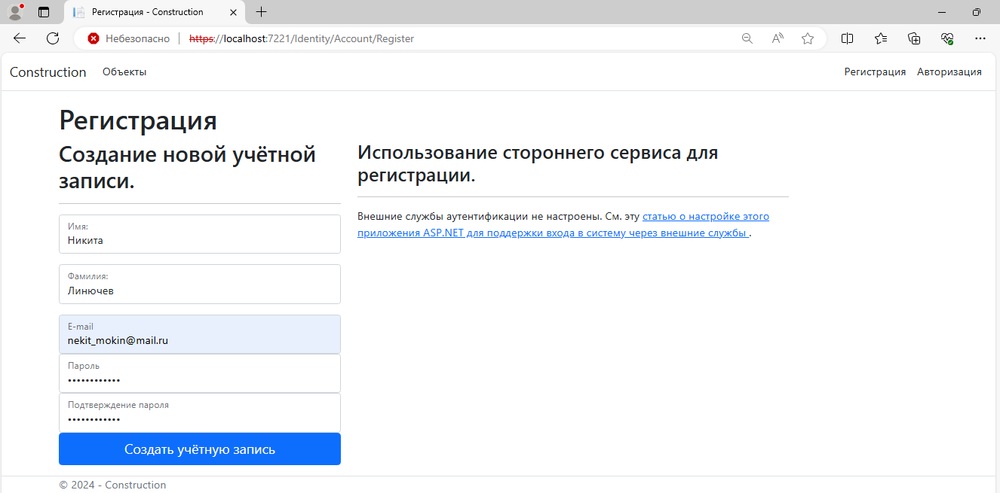 Регистрация - Construction
Небезопасно https://localhost:7221/Identity/Account/Register
Construction Объекты Регистрация Авторизация
Регистрация
Создание новой учётной
записи.
Имя:
Никита
Фамилия:
Линючев
E-mail
nekit_mokin@mail.ru
Пароль
••••••••••••
Подтверждение пароля
••••••••••••
Создать учётную запись
Использование стороннего сервиса для
регистрации.
Внешние службы аутентификации не настроены. См. эту статью о настройке этого
приложения ASP.NET для поддержки входа в систему через внешние службы .
© 2024 - Construction